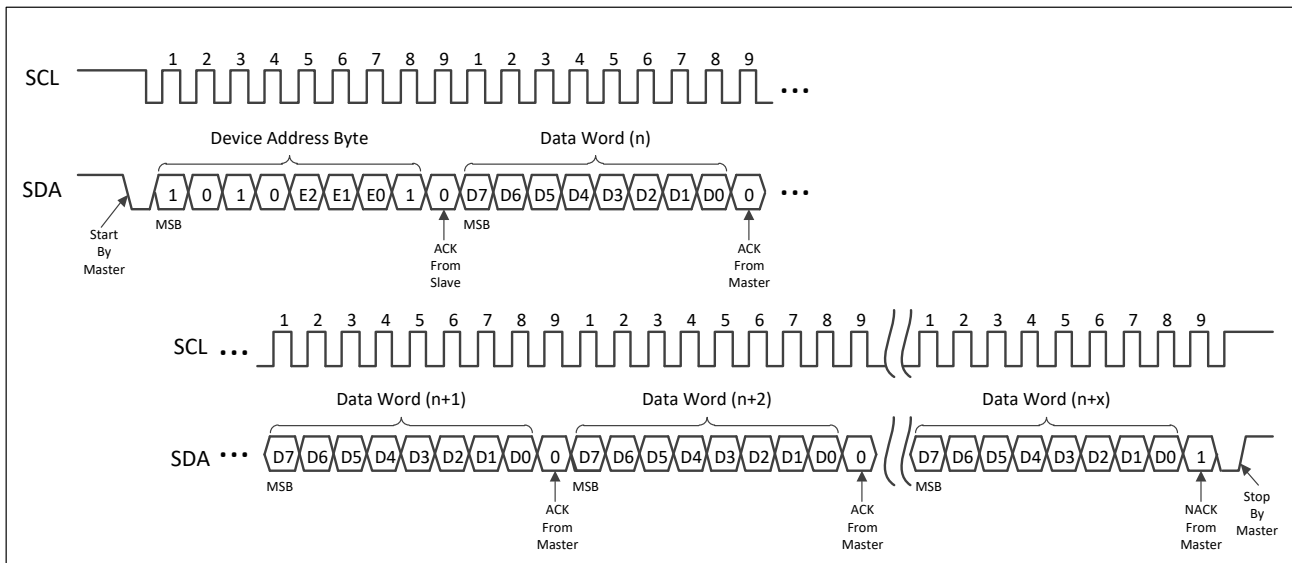 1 2 3 4 5 6 7 8 9 1 2 3 4 5 6 7 8 9
SCL ...
Device Address Byte Data Word (n)
SDA 1 0 1 0 E2 E1 E0 1 0 D7 D6 D5 D4 D3 D2 D1 D0 0 ...
MSB MSB
Start
By
Master
ACK
From
Slave
ACK
From
Master
1 2 3 4 5 6 7 8 9 1 2 3 4 5 6 7 8 9 1 2 3 4 5 6 7 8 9
SCL ...
Data Word (n+1) Data Word (n+2) Data Word (n+x)
SDA ... D7 D6 D5 D4 D3 D2 D1 D0 0 D7 D6 D5 D4 D3 D2 D1 D0 0 D7 D6 D5 D4 D3 D2 D1 D0 1
MSB MSB MSB
ACK
From
Master
ACK
From
Master
NACK
From
Master
Stop
By
Master